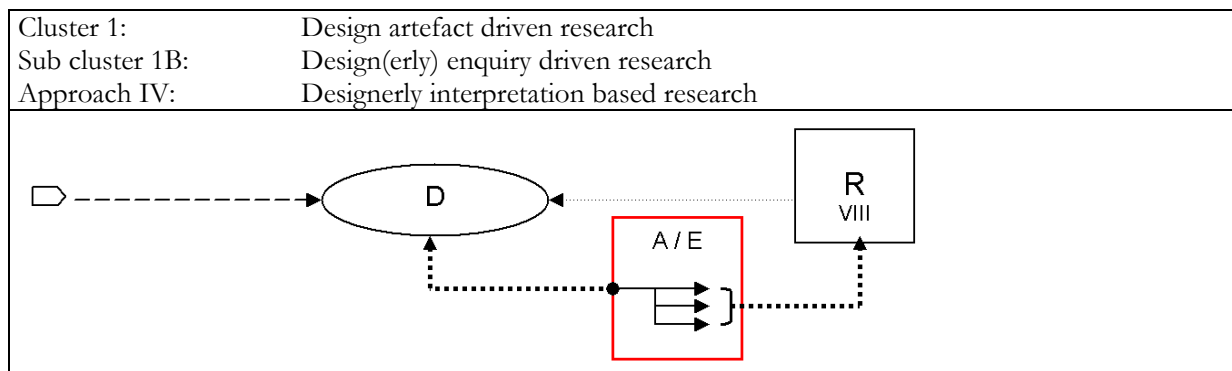 Cluster 1: Design artefact driven research
Sub cluster 1B: Design(erly) enquiry driven research
Approach IV: Designerly interpretation based research
D
R
VIII
A / E